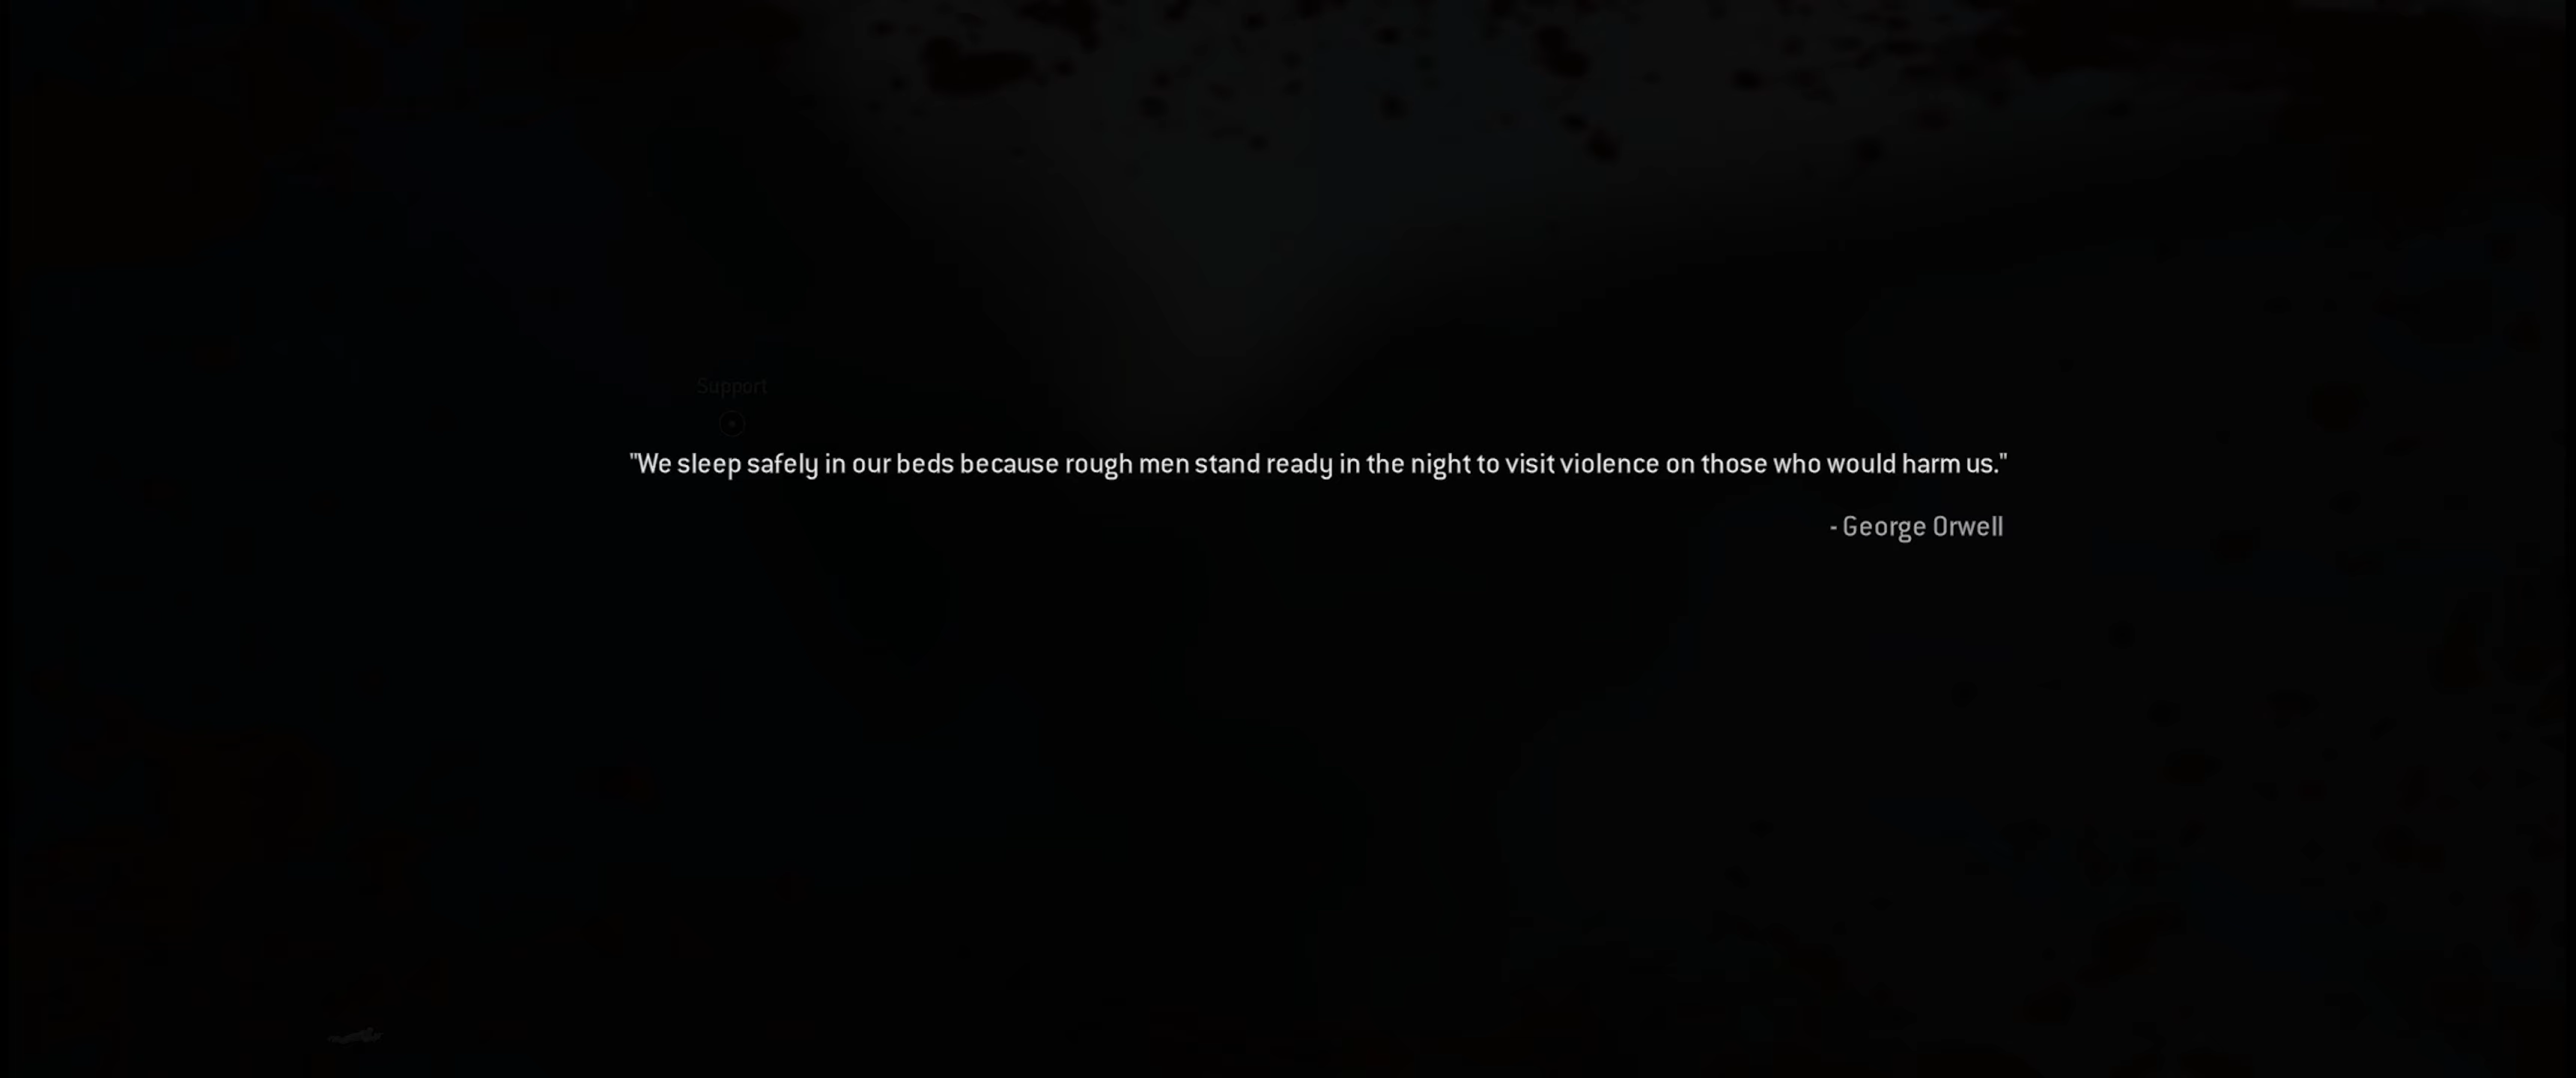 Support
"We sleep safely in our beds because rough men stand ready in the night to visit violence on those who would harm us."
- George Orwell